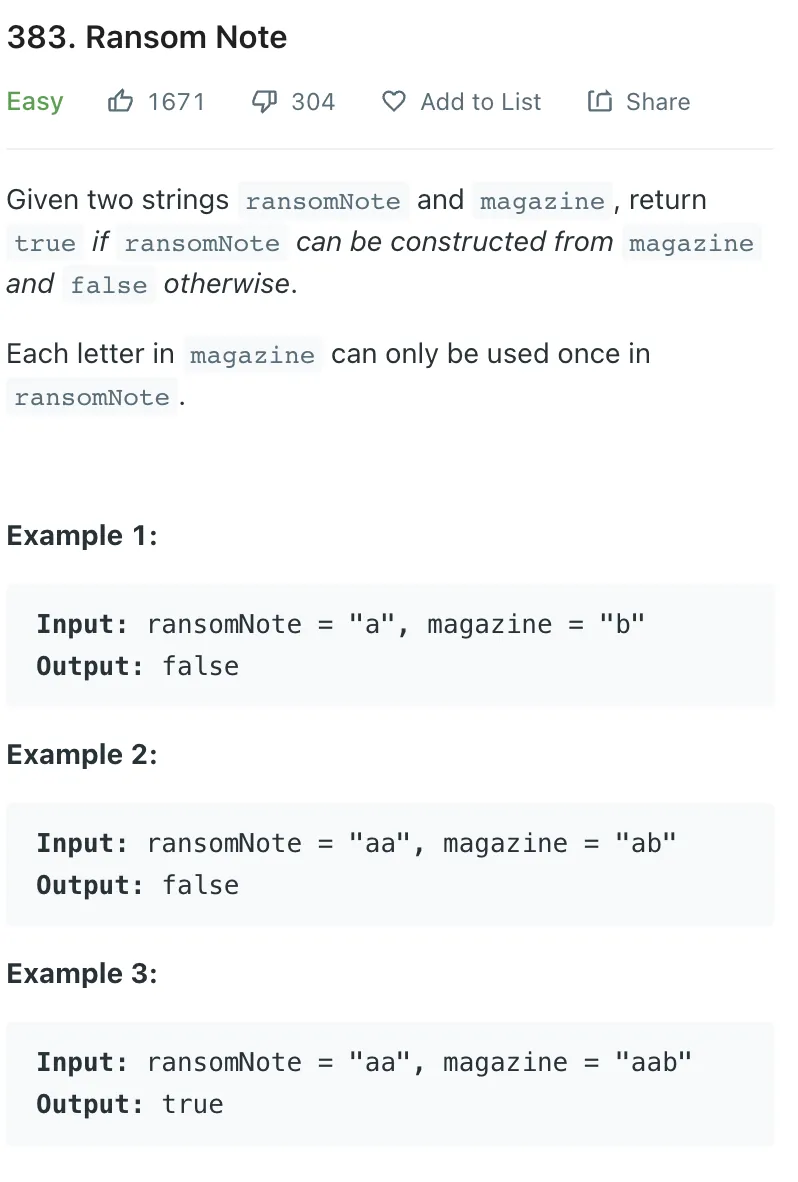 383. Ransom Note
Easy 1671 304 Add to List Share
Given two strings ransomNote and magazine, return
true if ransomNote can be constructed from magazine
and false otherwise.
Each letter in magazine can only be used once in
ransomNote.
Example 1:
Input: ransomNote = "a", magazine = "b"
Output: false
Example 2:
Input: ransomNote = "aa", magazine = "ab"
Output: false
Example 3:
Input: ransomNote = "aa", magazine = "aab"
Output: true